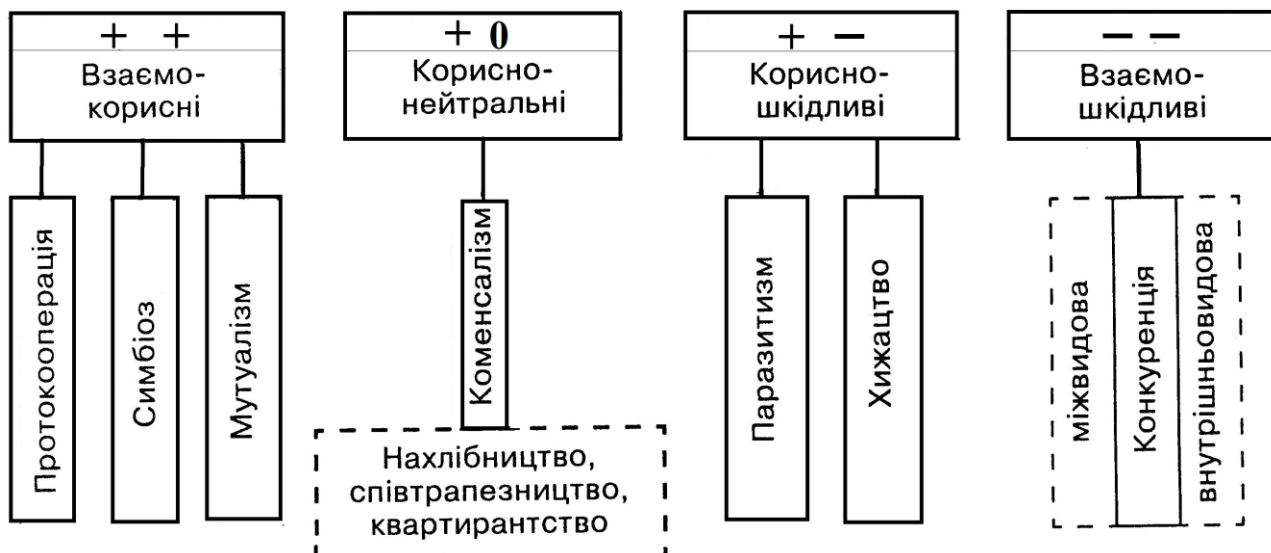 + +
Взаємо-
корисні
+ 0
Корисно-
нейтральні
+ −
Корисно-
шкідливі
− −
Взаємо-
шкідливі
Протокооперація
Симбіоз
Мутуалізм
Коменсалізм
Нахлібництво,
співтрапезництво,
квартирантство
Паразитизм
Хижацтво
міжвидова
Конкуренція
внутрішньовидова